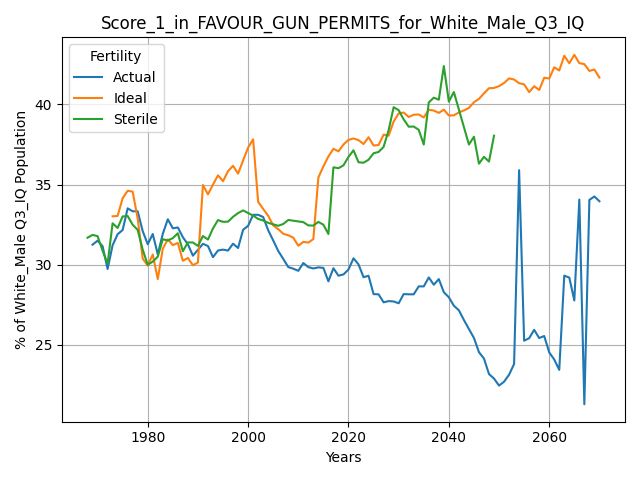 Score_1_in_FAVOUR_GUN_PERMITS_for_White_Male_Q3_IQ
Fertility
Actual
Ideal
Sterile
% of White_Male Q3_IQ Population
40
35
30
25
1980
2000
2020
2040
2060
Years